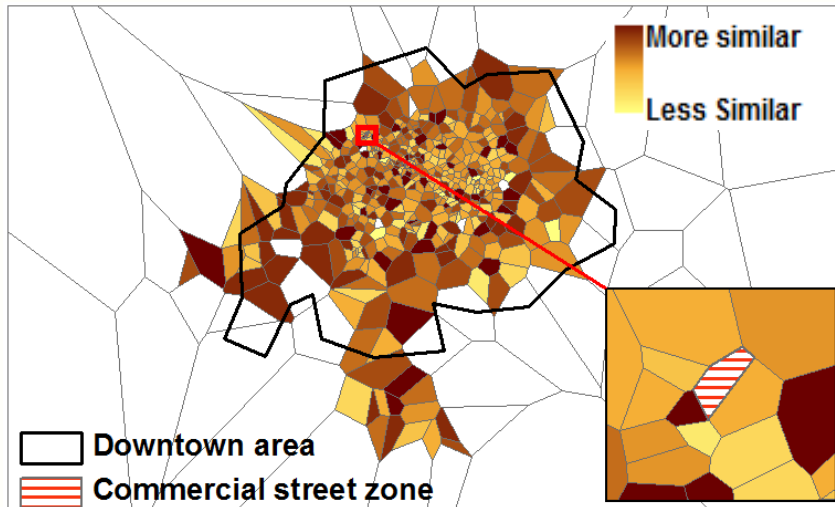 More similar
Less Similar
Downtown area
Commercial street zone